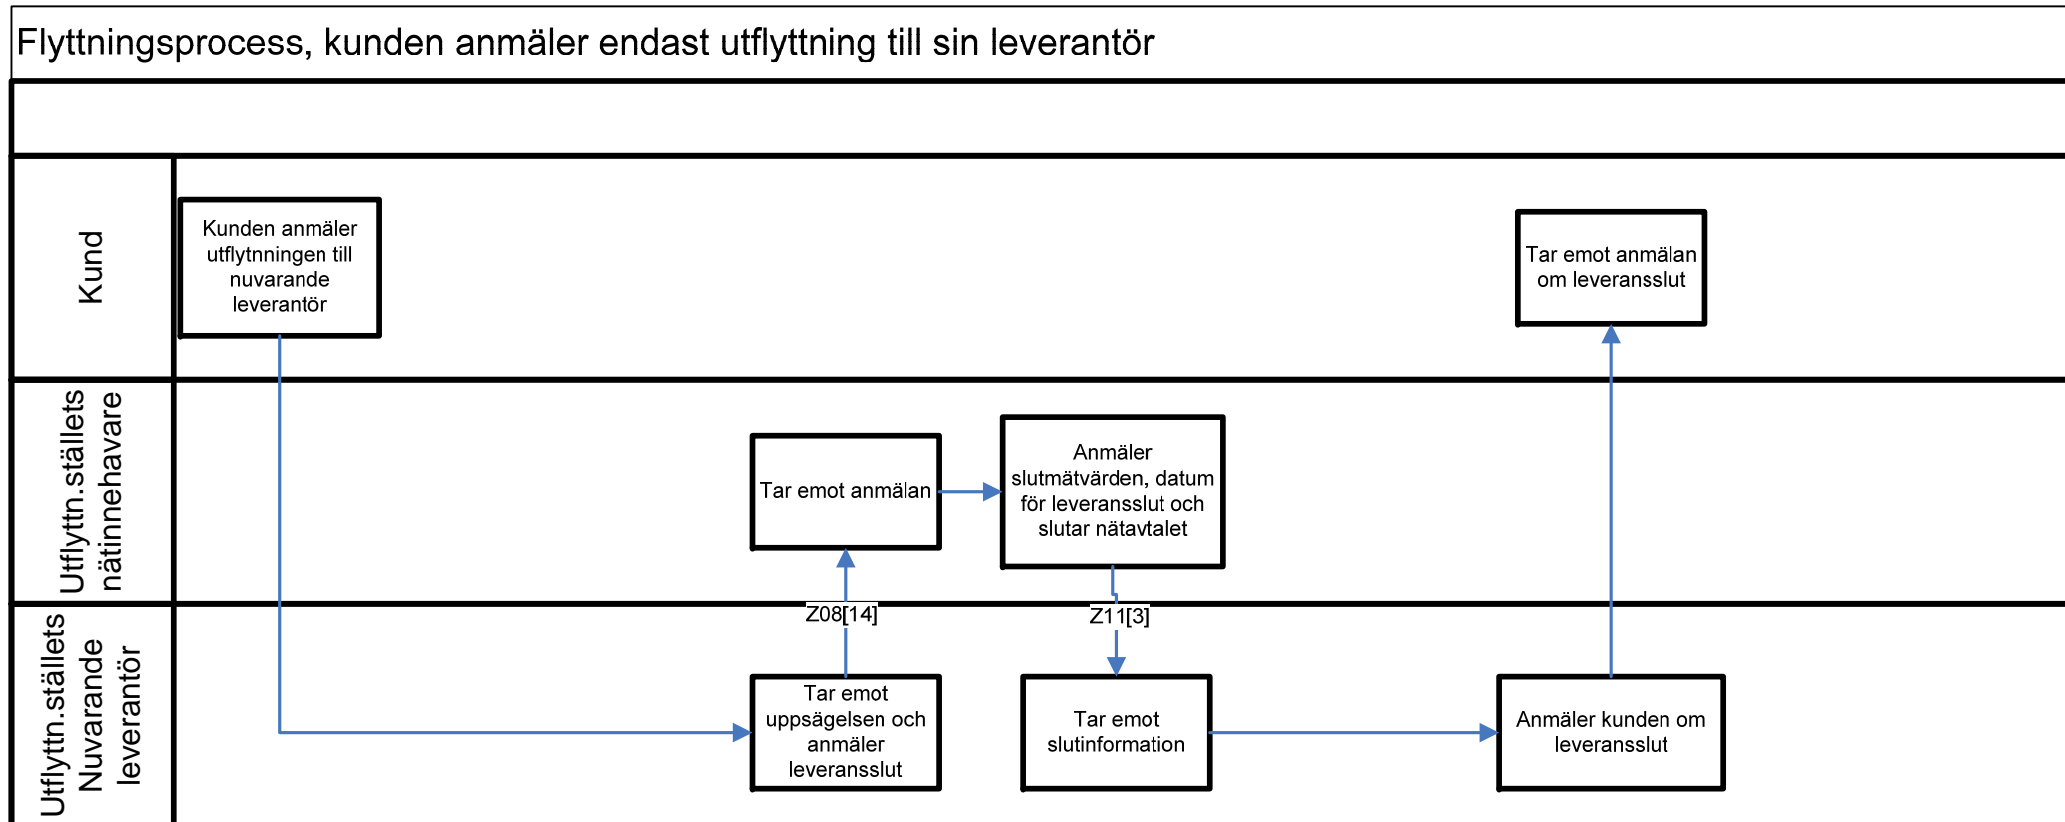 Flyttningsprocess, kunden anmäler endast utflyttning till sin leverantör
Kund
Kunden anmäler
utflytnningen till
nuvarande
leverantör
Tar emot anmälan
om leveransslut
Utflyttn.ställets
nätinnehavare
Tar emot anmälan
Anmäler
slutmätvärden, datum
för leveransslut och
slutar nätavtalet
Z08[14]
Z11[3]
Utflyttn.ställets
Nuvarande
leverantör
Tar emot
uppsägelsen och
anmäler
leveransslut
Tar emot
slutinformation
Anmäler kunden om
leveransslut